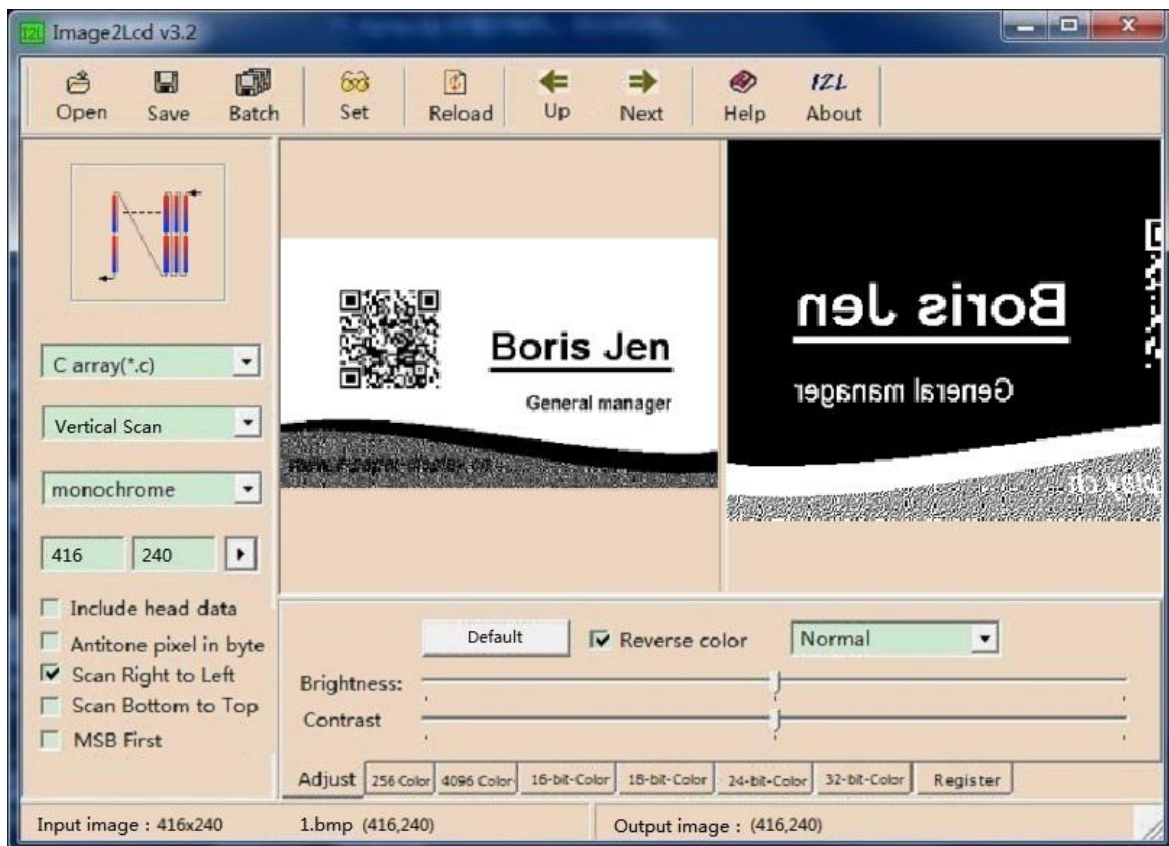 Image2Lcd v3.2
Open Save Batch Set Reload Up Next Help I2L About
C array(*.c)
Vertical Scan
monochrome
416 240
Include head data
Antitone pixel in byte
Scan Right to Left
Scan Bottom to Top
MSB First
Boris Jen
General manager
Boris Jen
General manager
Default Reverse color Normal
Brightness:
Contrast
Adjust 256 Color 4096 Color 16-bit-Color 18-bit-Color 24-bit-Color 32-bit-Color Register
Input image : 416x240 1.bmp (416,240) Output image : (416,240)